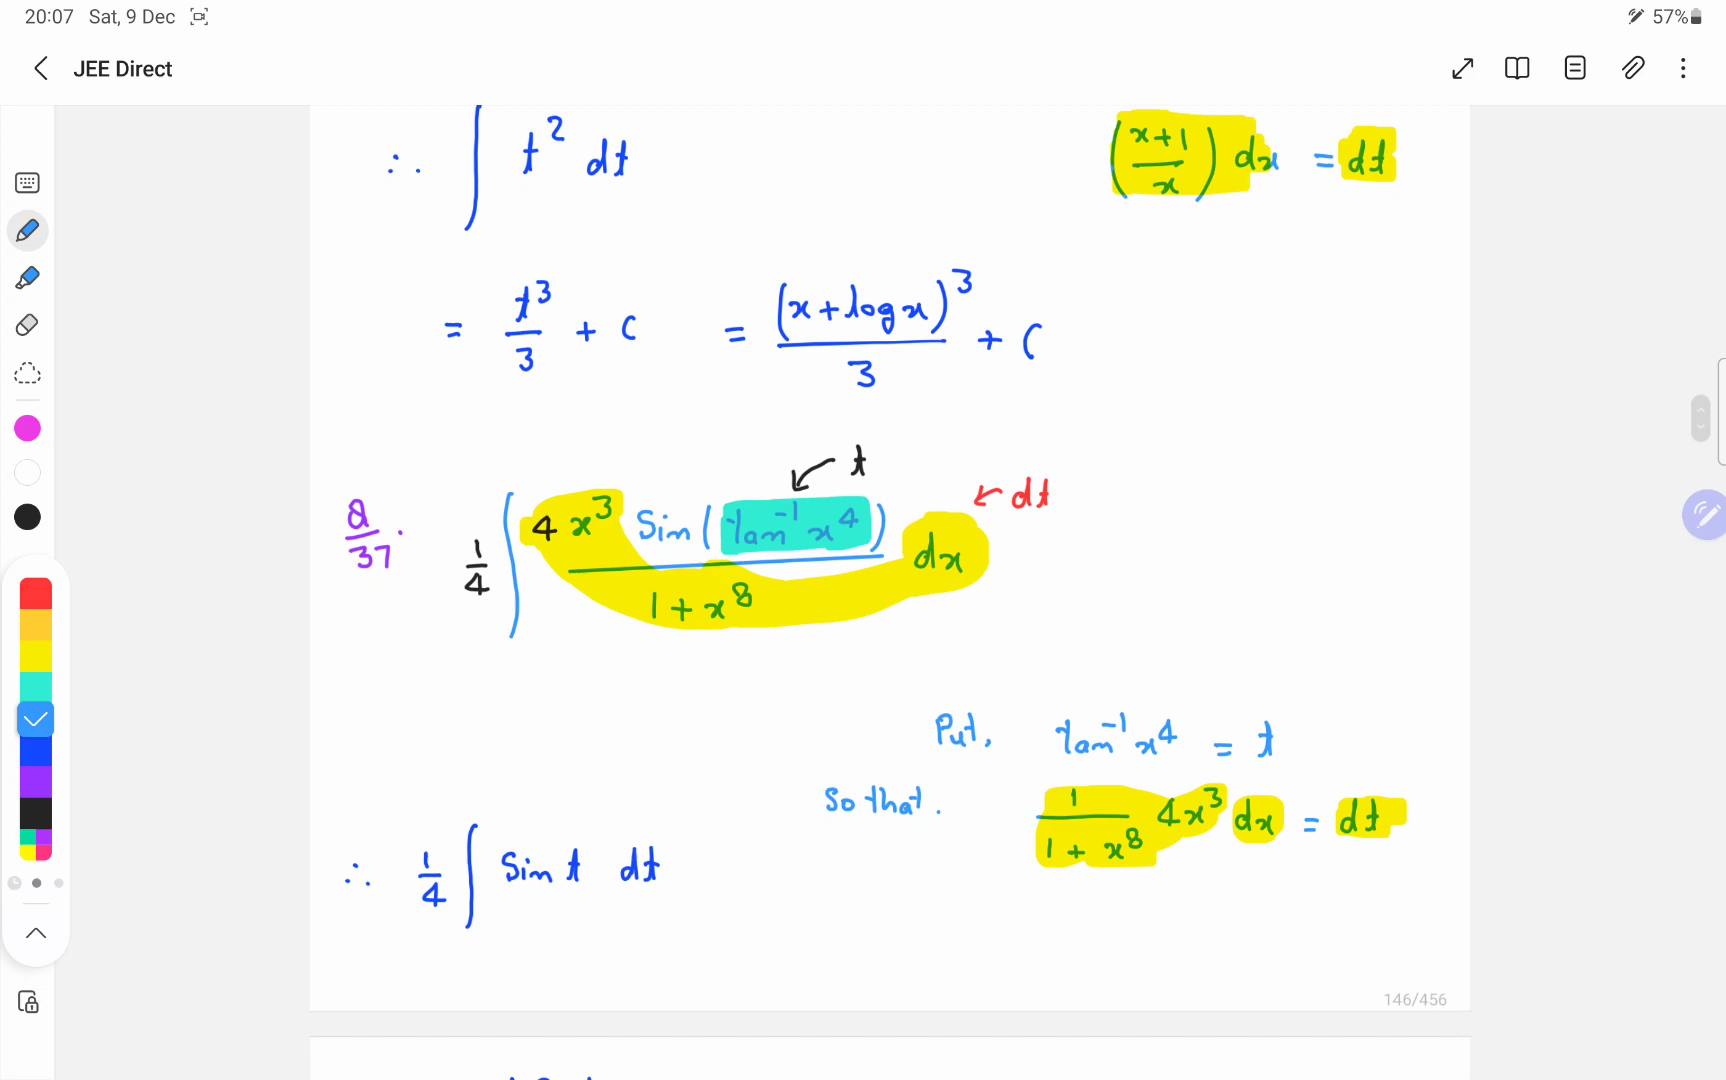 20:07 Sat, 9 Dec 57%
JEE Direct
∴ ∫ t² dt
((x+1)/x) dx = dt
= t³/3 + C = (x + log x)³/3 + C
t
dt
Q/37. 1/4 ∫ 4x³ Sin(tan⁻¹ x⁴)/(1 + x⁸) dx
Put, tan⁻¹ x⁴ = t
So that. 1/(1 + x⁸) 4x³ dx = dt
∴ 1/4 ∫ Sin t dt
146/456